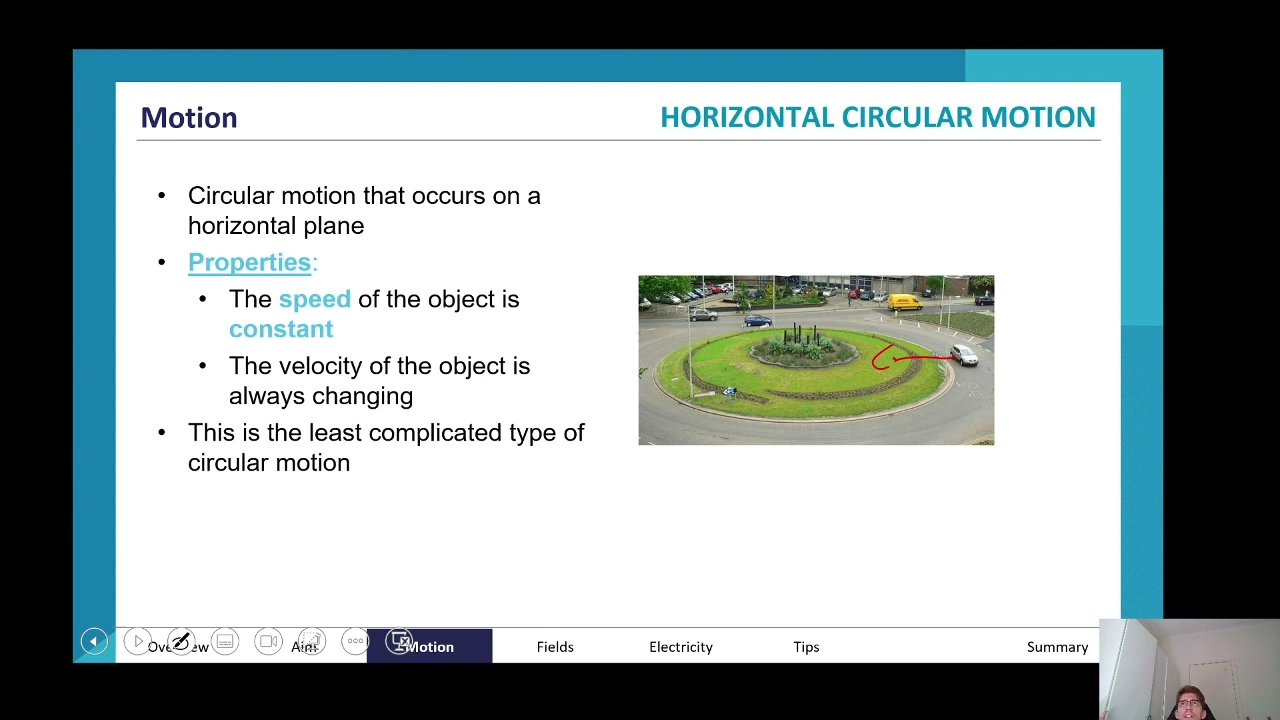 Motion
HORIZONTAL CIRCULAR MOTION
• Circular motion that occurs on a
horizontal plane
• Properties:
• The speed of the object is
constant
• The velocity of the object is
always changing
• This is the least complicated type of
circular motion
Overview
Aim
Motion
Fields
Electricity
Tips
Summary